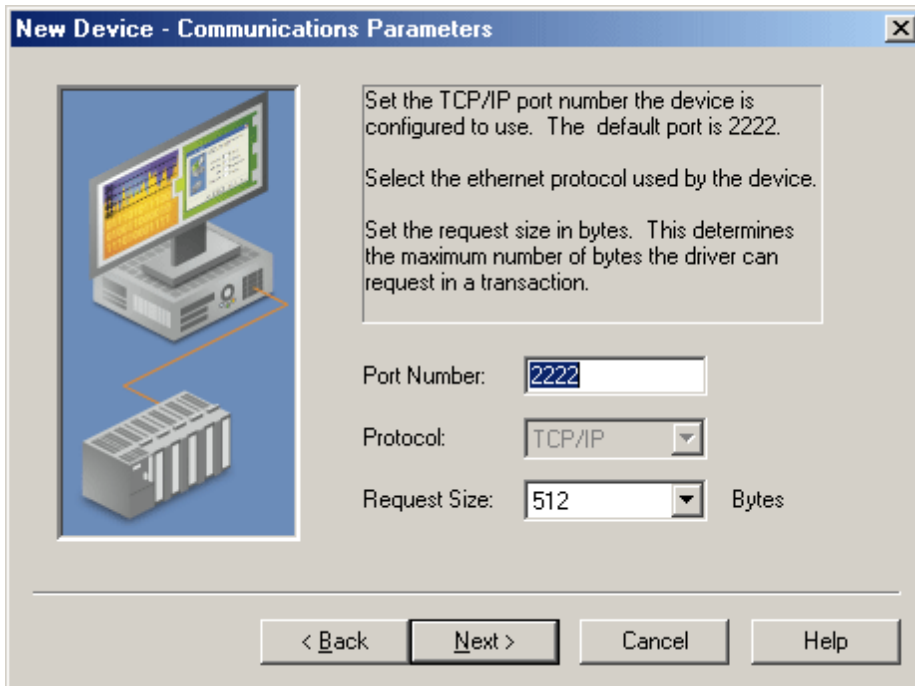 New Device - Communications Parameters
Set the TCP/IP port number the device is
configured to use.  The  default port is 2222.
Select the ethernet protocol used by the device.
Set the request size in bytes.  This determines
the maximum number of bytes the driver can
request in a transaction.
Port Number: 2222
Protocol: TCP/IP
Request Size: 512 Bytes
< Back Next > Cancel Help